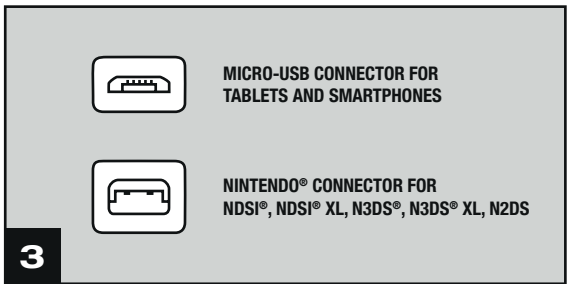 MICRO-USB CONNECTOR FOR
TABLETS AND SMARTPHONES
NINTENDO® CONNECTOR FOR
NDSI®, NDSI® XL, N3DS®, N3DS® XL, N2DS
3